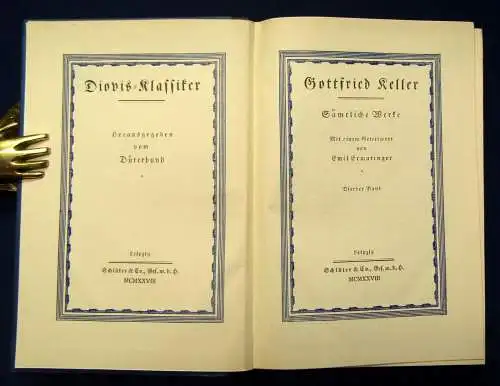 Diovis-Klassiker
Herausgegeben
vom
Dürerbund
Leipzig
Schlüter & Co., Ges. m. b. H.
MCMXXVIII
Gottfried Keller
Sämtliche Werke
Mit einem Geleitwort
von
Emil Ermatinger
Vierter Band
Leipzig
Schlüter & Co., Ges. m. b. H.
MCMXXVIII